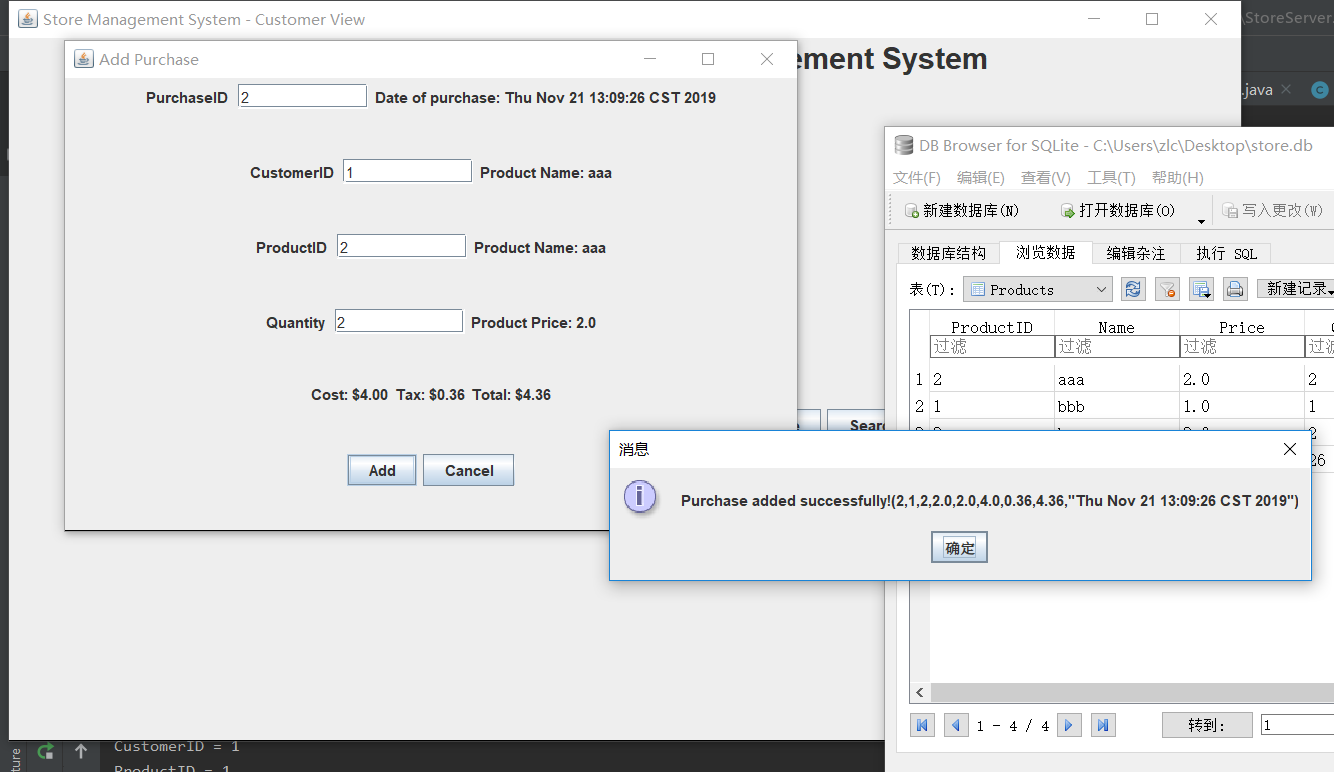 Store Management System - Customer View
\StoreServer.
Add Purchase
ement System
PurchaseID 2 Date of purchase: Thu Nov 21 13:09:26 CST 2019
.java
CustomerID 1 Product Name: aaa
ProductID 2 Product Name: aaa
Quantity 2 Product Price: 2.0
Cost: $4.00 Tax: $0.36 Total: $4.36
Add Cancel
Sear
DB Browser for SQLite - C:\Users\zlc\Desktop\store.db
文件(F) 编辑(E) 查看(V) 工具(T) 帮助(H)
新建数据库(N) 打开数据库(O) 写入更改(W)
数据库结构 浏览数据 编辑杂注 执行 SQL
表(T): Products 新建记录
ProductID Name Price
过滤 过滤 过滤 过滤
1 2 aaa 2.0 2
2 1 bbb 1.0 1
2
26
消息
Purchase added successfully!(2,1,2,2.0,2.0,4.0,0.36,4.36,"Thu Nov 21 13:09:26 CST 2019")
确定
1 - 4 / 4 转到: 1
CustomerID = 1
ProductID = 1
ture